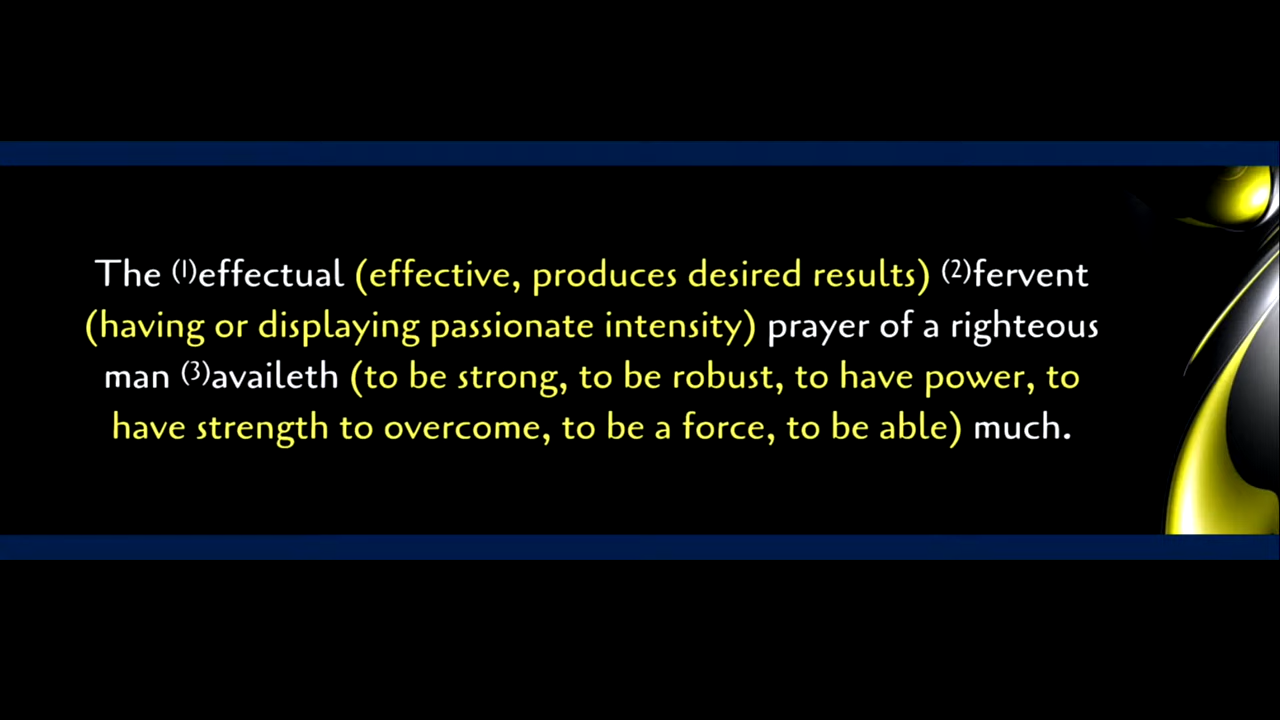 The (1)effectual (effective, produces desired results) (2)fervent
(having or displaying passionate intensity) prayer of a righteous
man (3)availeth (to be strong, to be robust, to have power, to
have strength to overcome, to be a force, to be able) much.